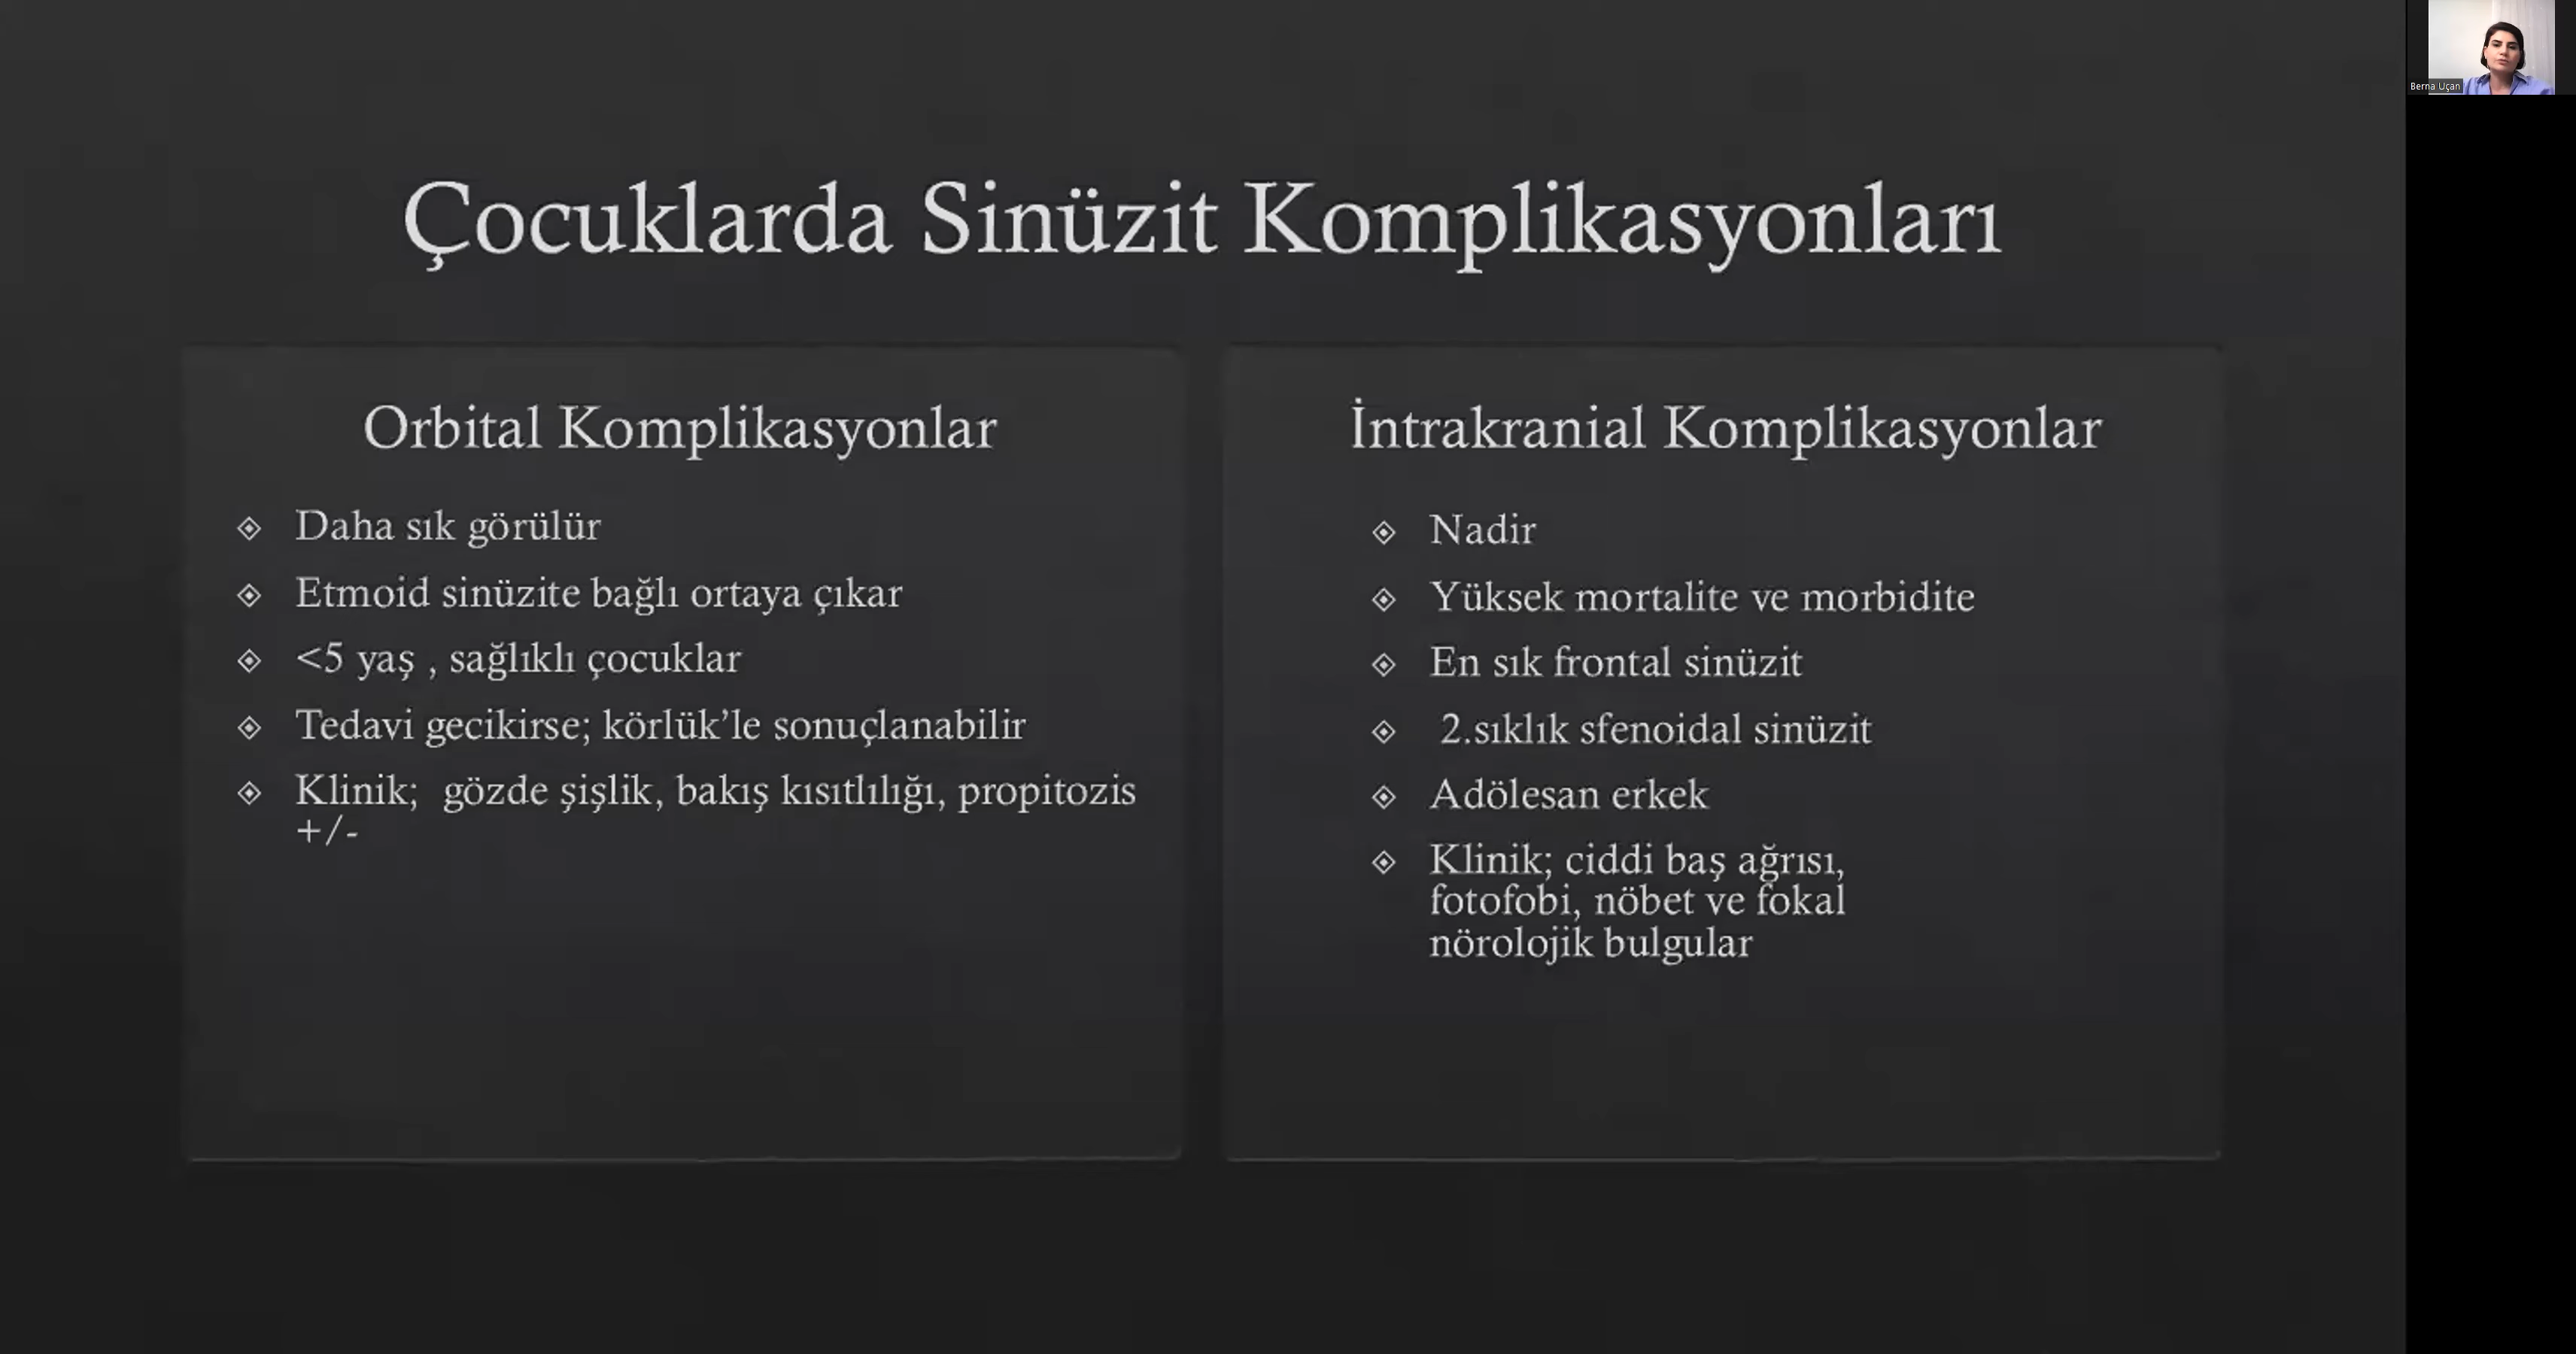 Berna Uçan
Çocuklarda Sinüzit Komplikasyonları
Orbital Komplikasyonlar
Daha sık görülür
Etmoid sinüzite bağlı ortaya çıkar
<5 yaş , sağlıklı çocuklar
Tedavi gecikirse; körlük’le sonuçlanabilir
Klinik;  gözde şişlik, bakış kısıtlılığı, propitozis
+/-
İntrakranial Komplikasyonlar
Nadir
Yüksek mortalite ve morbidite
En sık frontal sinüzit
2.sıklık sfenoidal sinüzit
Adölesan erkek
Klinik; ciddi baş ağrısı,
fotofobi, nöbet ve fokal
nörolojik bulgular